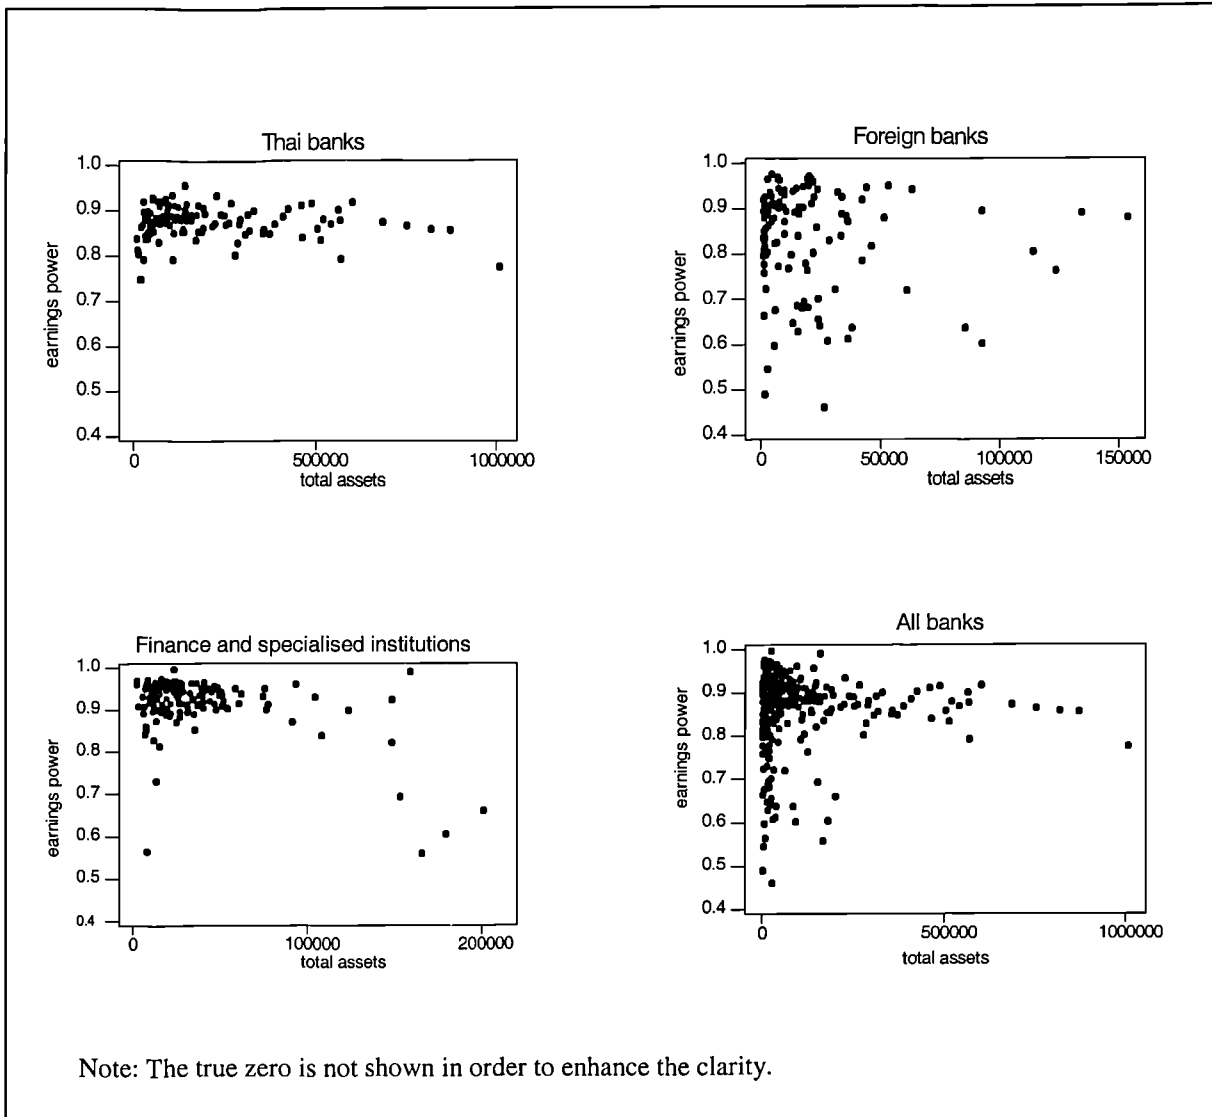 Thai banks
1.0
0.9
0.8
0.7
0.6
0.5
0.4
earnings power
0 500000 1000000
total assets
Foreign banks
1.0
0.9
0.8
0.7
0.6
0.5
0.4
earnings power
0 50000 100000 150000
total assets
Finance and specialised institutions
1.0
0.9
0.8
0.7
0.6
0.5
0.4
earnings power
0 100000 200000
total assets
All banks
1.0
0.9
0.8
0.7
0.6
0.5
0.4
earnings power
0 500000 1000000
total assets
Note: The true zero is not shown in order to enhance the clarity.